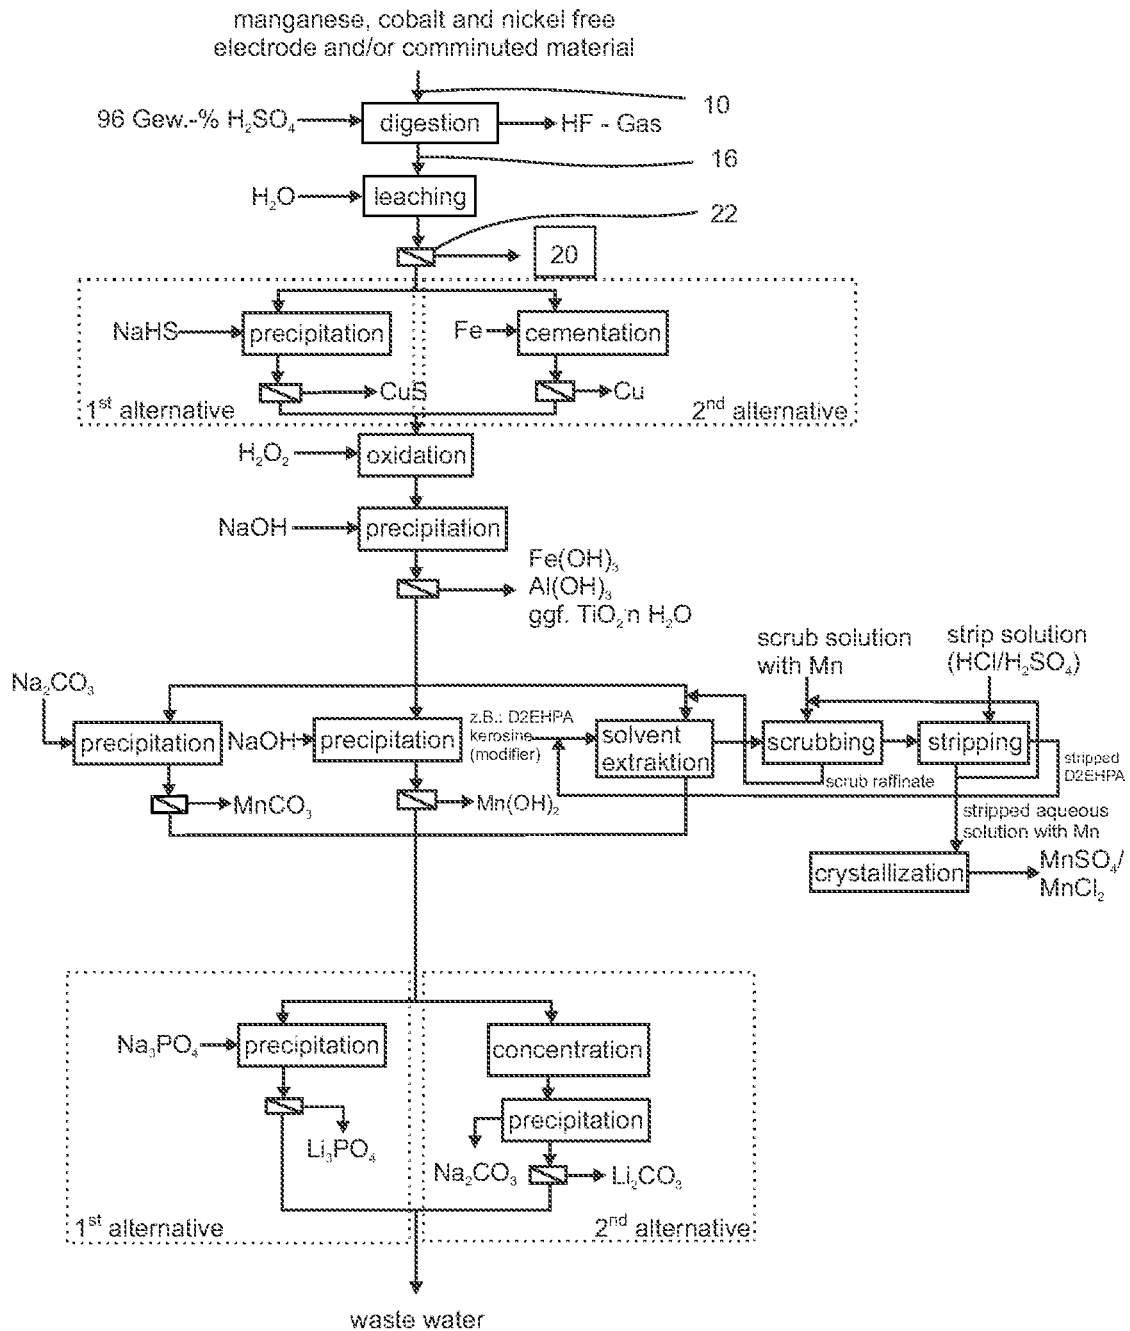 manganese, cobalt and nickel free
electrode and/or comminuted material
10
96 Gew.-% H₂SO₄
digestion
HF - Gas
16
H₂O
leaching
22
20
NaHS
precipitation
Fe
cementation
CuS
Cu
1st alternative
2nd alternative
H₂O₂
oxidation
NaOH
precipitation
Fe(OH)₃
Al(OH)₃
ggf. TiO₂·n H₂O
scrub solution
with Mn
strip solution
(HCl/H₂SO₄)
Na₂CO₃
precipitation
NaOH
precipitation
z.B.: D2EHPA
kerosine
(modifier)
solvent
extraktion
scrubbing
stripping
stripped
D2EHPA
scrub raffinate
MnCO₃
Mn(OH)₂
stripped aqueous
solution with Mn
crystallization
MnSO₄/
MnCl₂
Na₃PO₄
precipitation
concentration
precipitation
Li₃PO₄
Na₂CO₃
Li₂CO₃
1st alternative
2nd alternative
waste water